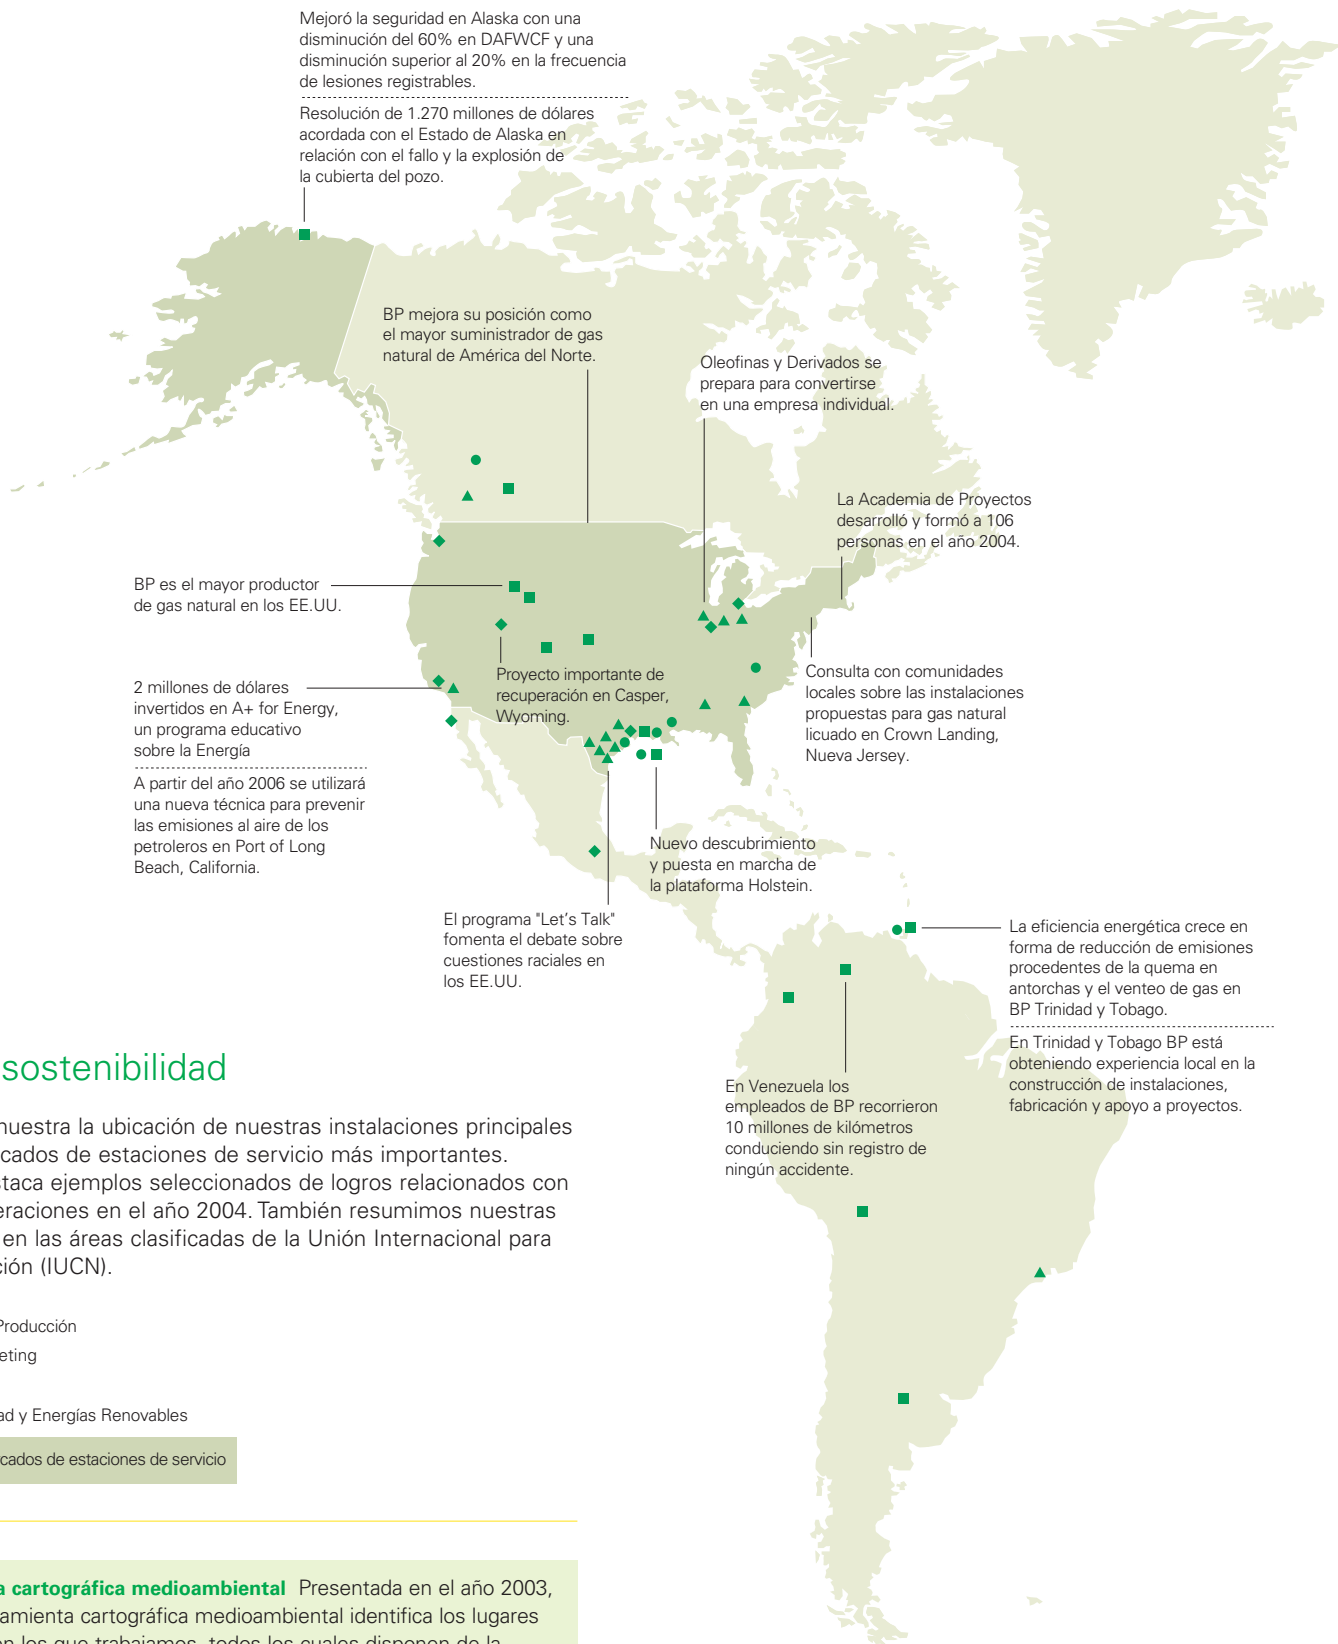 Mejoró la seguridad en Alaska con una
disminución del 60% en DAFWCF y una
disminución superior al 20% en la frecuencia
de lesiones registrables.
Resolución de 1.270 millones de dólares
acordada con el Estado de Alaska en
relación con el fallo y la explosión de
la cubierta del pozo.
BP mejora su posición como
el mayor suministrador de gas
natural de América del Norte.
Oleofinas y Derivados se
prepara para convertirse
en una empresa individual.
La Academia de Proyectos
desarrolló y formó a 106
personas en el año 2004.
BP es el mayor productor
de gas natural en los EE.UU.
Proyecto importante de
recuperación en Casper,
Wyoming.
Consulta con comunidades
locales sobre las instalaciones
propuestas para gas natural
licuado en Crown Landing,
Nueva Jersey.
2 millones de dólares
invertidos en A+ for Energy,
un programa educativo
sobre la Energía
A partir del año 2006 se utilizará
una nueva técnica para prevenir
las emisiones al aire de los
petroleros en Port of Long
Beach, California.
Nuevo descubrimiento
y puesta en marcha de
la plataforma Holstein.
El programa "Let's Talk"
fomenta el debate sobre
cuestiones raciales en
los EE.UU.
La eficiencia energética crece en
forma de reducción de emisiones
procedentes de la quema en
antorchas y el venteo de gas en
BP Trinidad y Tobago.
En Trinidad y Tobago BP está
obteniendo experiencia local en la
construcción de instalaciones,
fabricación y apoyo a proyectos.
En Venezuela los
empleados de BP recorrieron
10 millones de kilómetros
conduciendo sin registro de
ningún accidente.
sostenibilidad
nuestra la ubicación de nuestras instalaciones principales
cados de estaciones de servicio más importantes.
staca ejemplos seleccionados de logros relacionados con
eraciones en el año 2004. También resumimos nuestras
en las áreas clasificadas de la Unión Internacional para
ción (IUCN).
Producción
eting
ad y Energías Renovables
cados de estaciones de servicio
a cartográfica medioambiental Presentada en el año 2003,
amienta cartográfica medioambiental identifica los lugares
en los que trabajamos, todos los cuales disponen de la